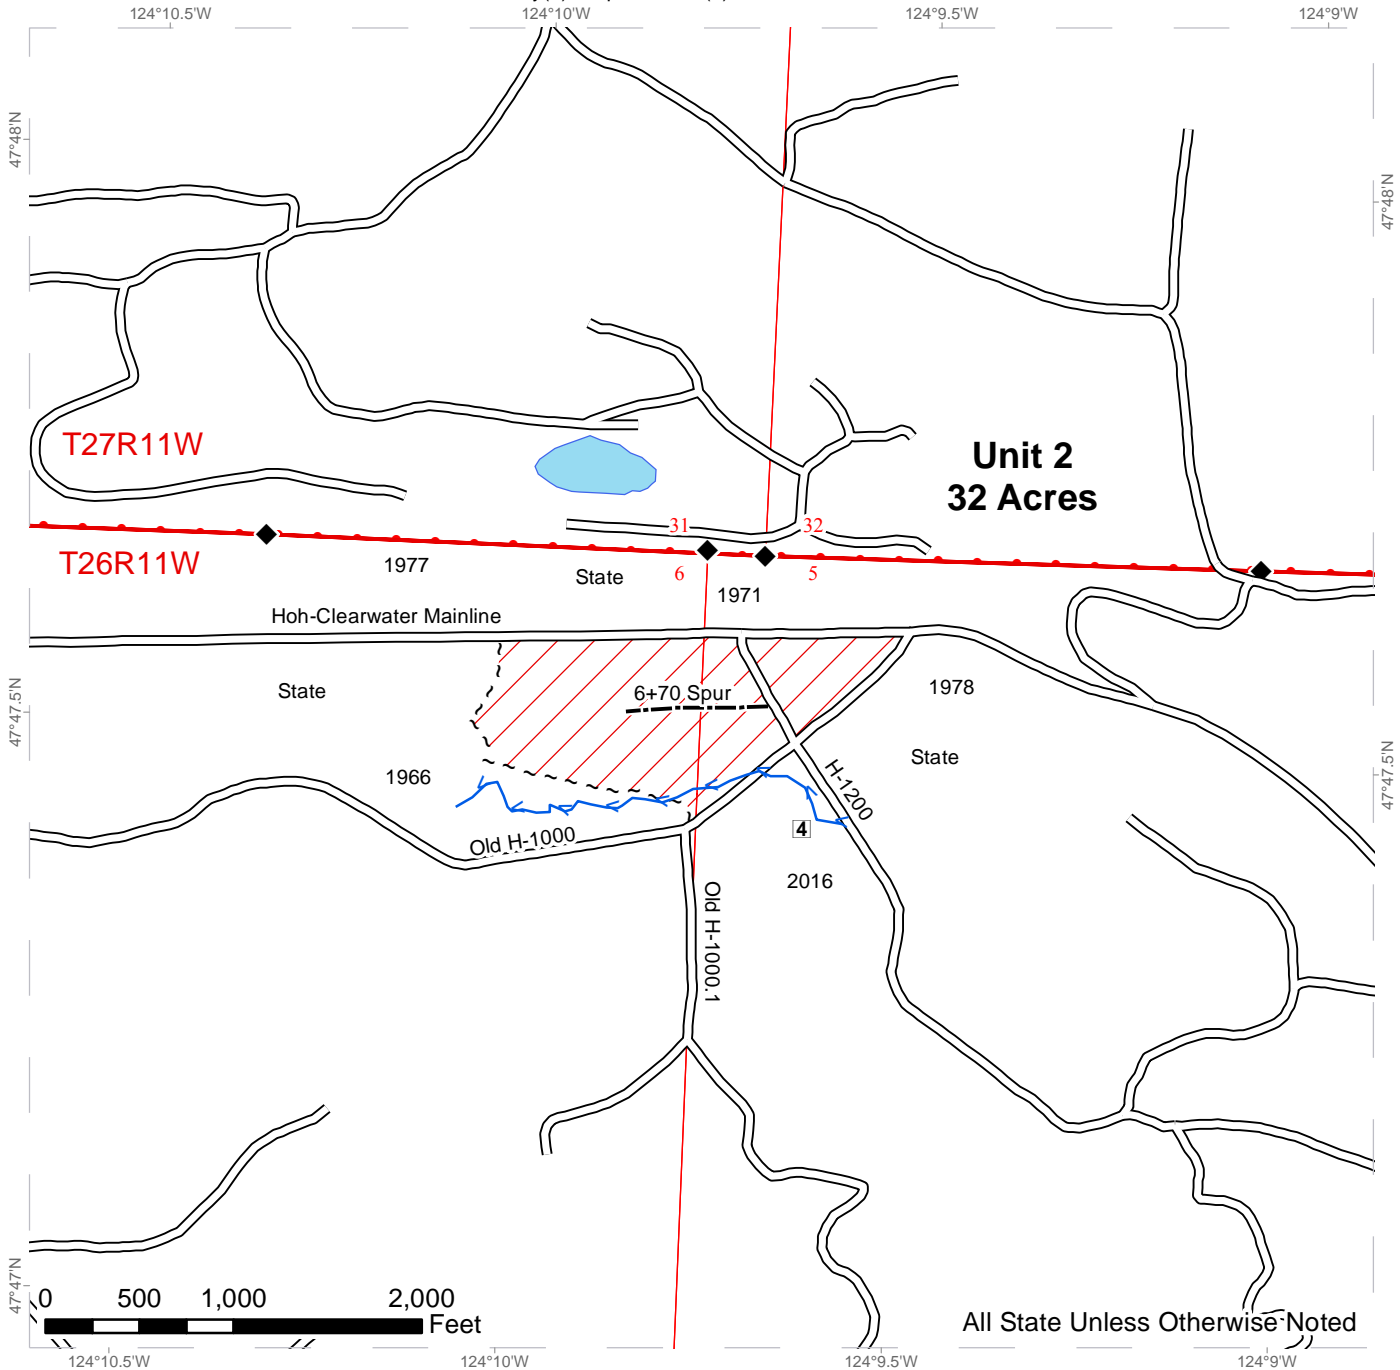 124°10.5'W
124°10'W
124°9.5'W
124°9'W
47°48'N
47°48'N
T27R11W
Unit 2
32 Acres
31
32
T26R11W
1977
State
6
5
1971
Hoh-Clearwater Mainline
State
6+70 Spur
1978
47°47.5'N
State
1966
H-1200
47°47.5'N
4
Old H-1000
2016
Old H-1000.1
47°47'N
0
500
1,000
2,000
Feet
All State Unless Otherwise Noted
124°10.5'W
124°10'W
124°9.5'W
124°9'W